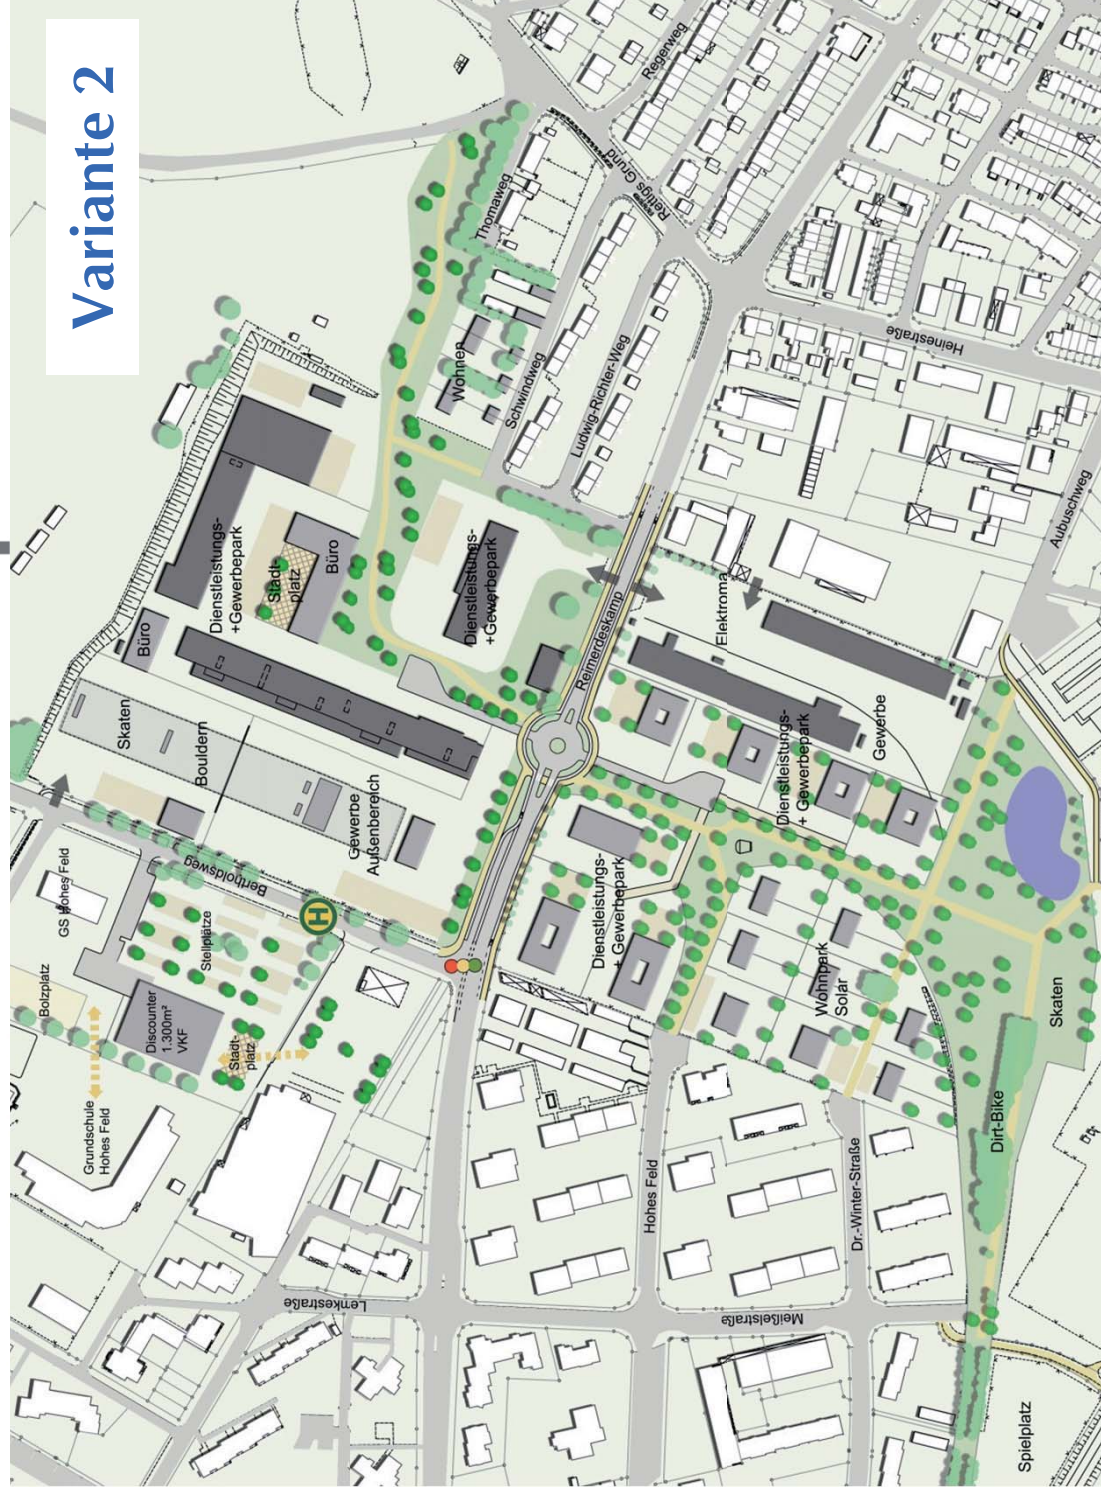 Variante 2
Regerweg
Rettigs Grund
Thomaweg
Wohnen
Schwindweg
Ludwig-Richter-Weg
Heinestraße
Aubuschweg
Dienstleistungs-
+Gewerbepark
Stadt-
platz
Büro
Büro
Dienstleistungs-
+Gewerbepark
Reimerdeskamp
Elektroma
Skaten
Bouldern
Gewerbe
Außenbereich
Dienstleistungs-
+ Gewerbepark
Gewerbe
Bertholdsweg
H
GS Hohes Feld
Stellplätze
Bolzplatz
Discounter
1.300m²
VKF
Stadt-
platz
Grundschule
Hohes Feld
Dienstleistungs-
+ Gewerbepark
Wohnpark
Solar
Skaten
Dirt-Bike
Hohes Feld
Dr.-Winter-Straße
Lemkestraße
Meißelstraße
Spielplatz